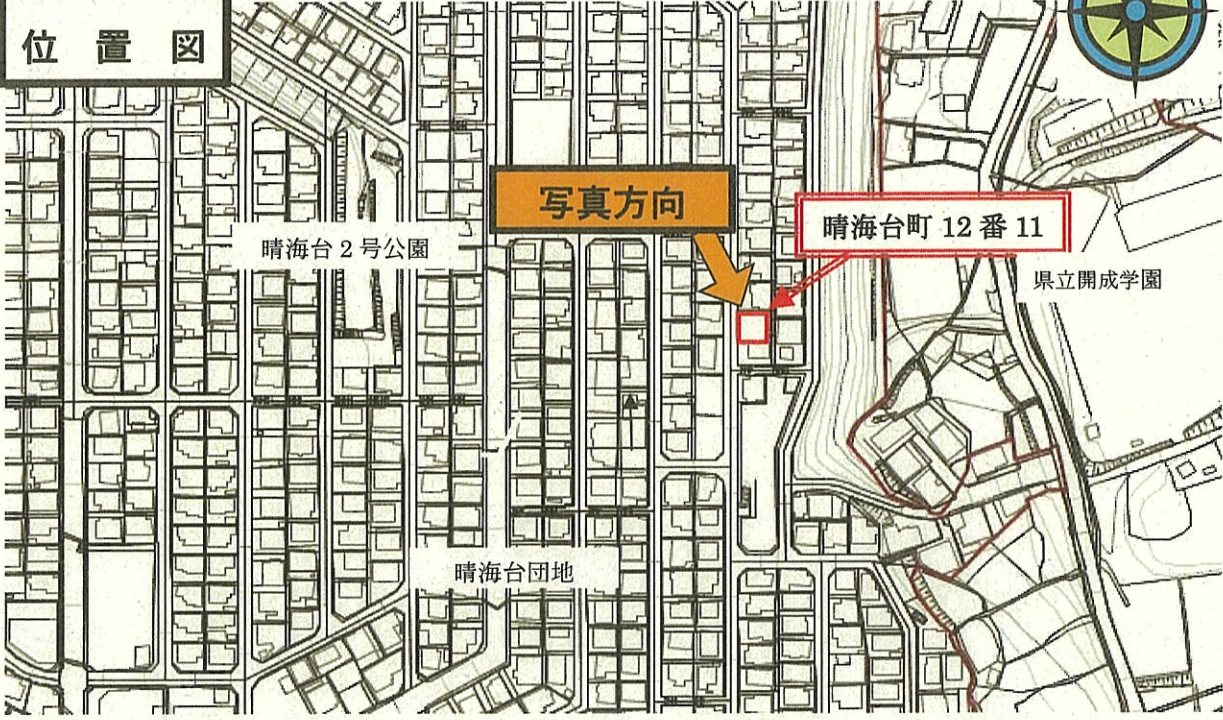 位置図
写真方向
晴海台町 12 番 11
晴海台 2 号公園
県立開成学園
晴海台団地